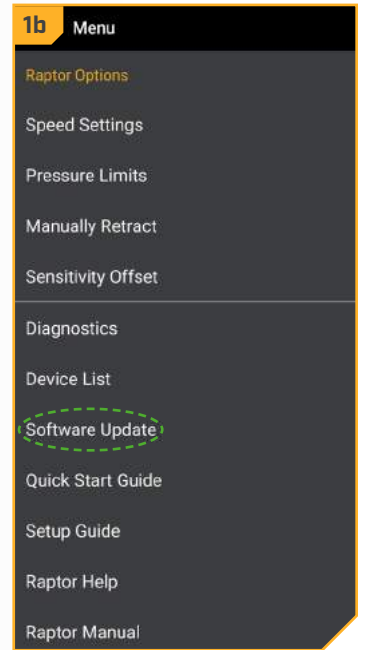 1b Menu
Raptor Options
Speed Settings
Pressure Limits
Manually Retract
Sensitivity Offset
Diagnostics
Device List
Software Update
Quick Start Guide
Setup Guide
Raptor Help
Raptor Manual